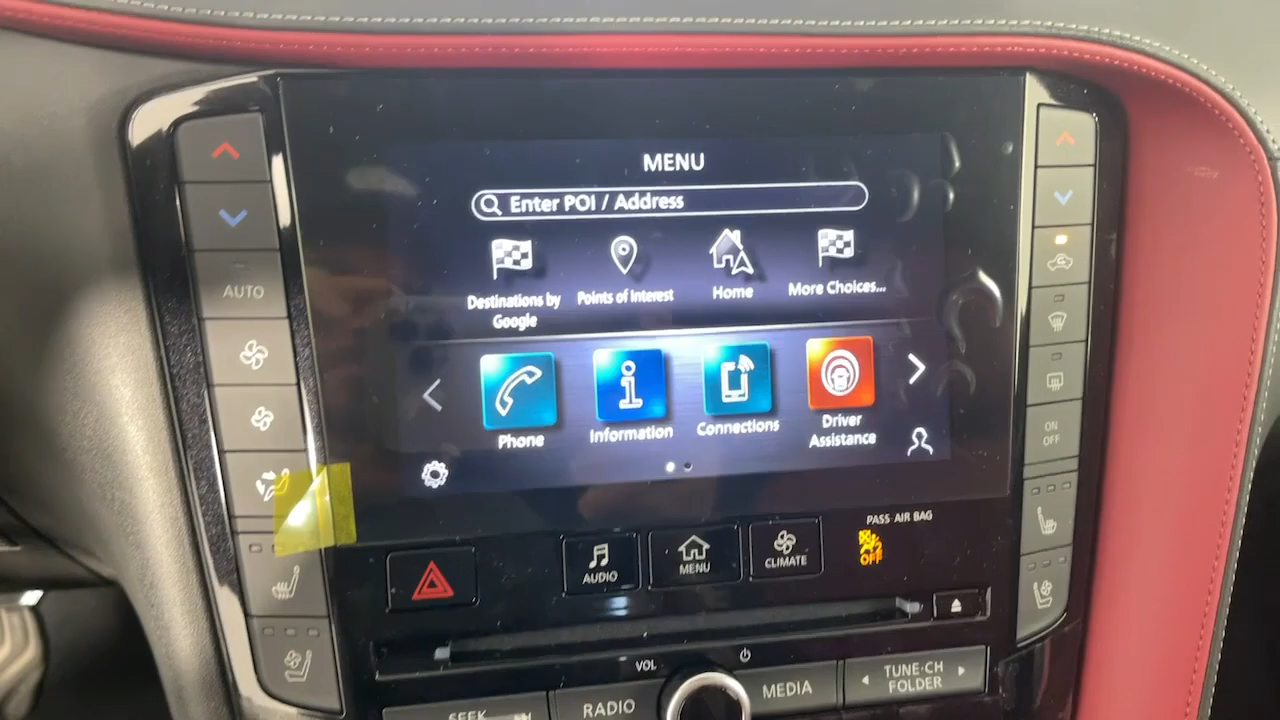 MENU
Enter POI / Address
Destinations by
Google
Points of Interest
Home
More Choices...
Phone
Information
Connections
Driver
Assistance
AUTO
ON
OFF
PASS AIR BAG
OFF
AUDIO
MENU
CLIMATE
VOL
SEEK
RADIO
MEDIA
TUNE·CH
FOLDER